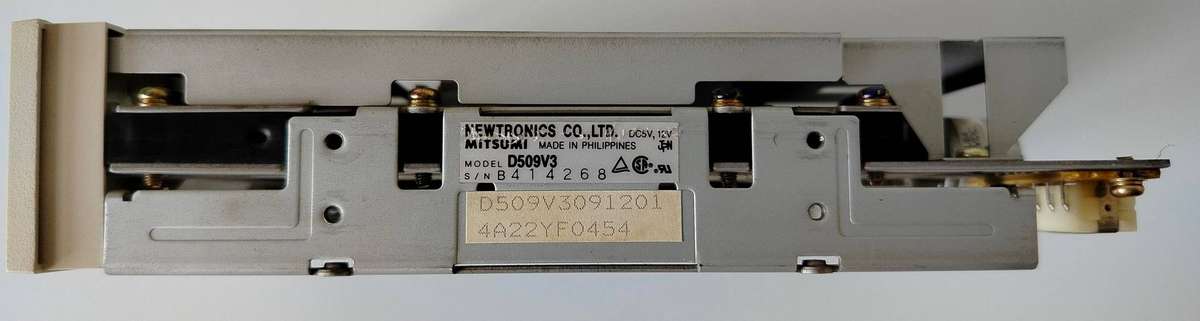 NEWTRONICS CO.,LTD. DC5V, 12V
MITSUMI MADE IN PHILIPPINES
MODEL D509V3
S/N B414268
D509V3091201
4A22YF0454